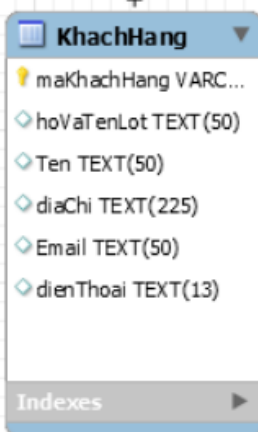 KhachHang
maKhachHang VARC...
hoVaTenLot TEXT(50)
Ten TEXT(50)
diaChi TEXT(225)
Email TEXT(50)
dienThoai TEXT(13)
Indexes